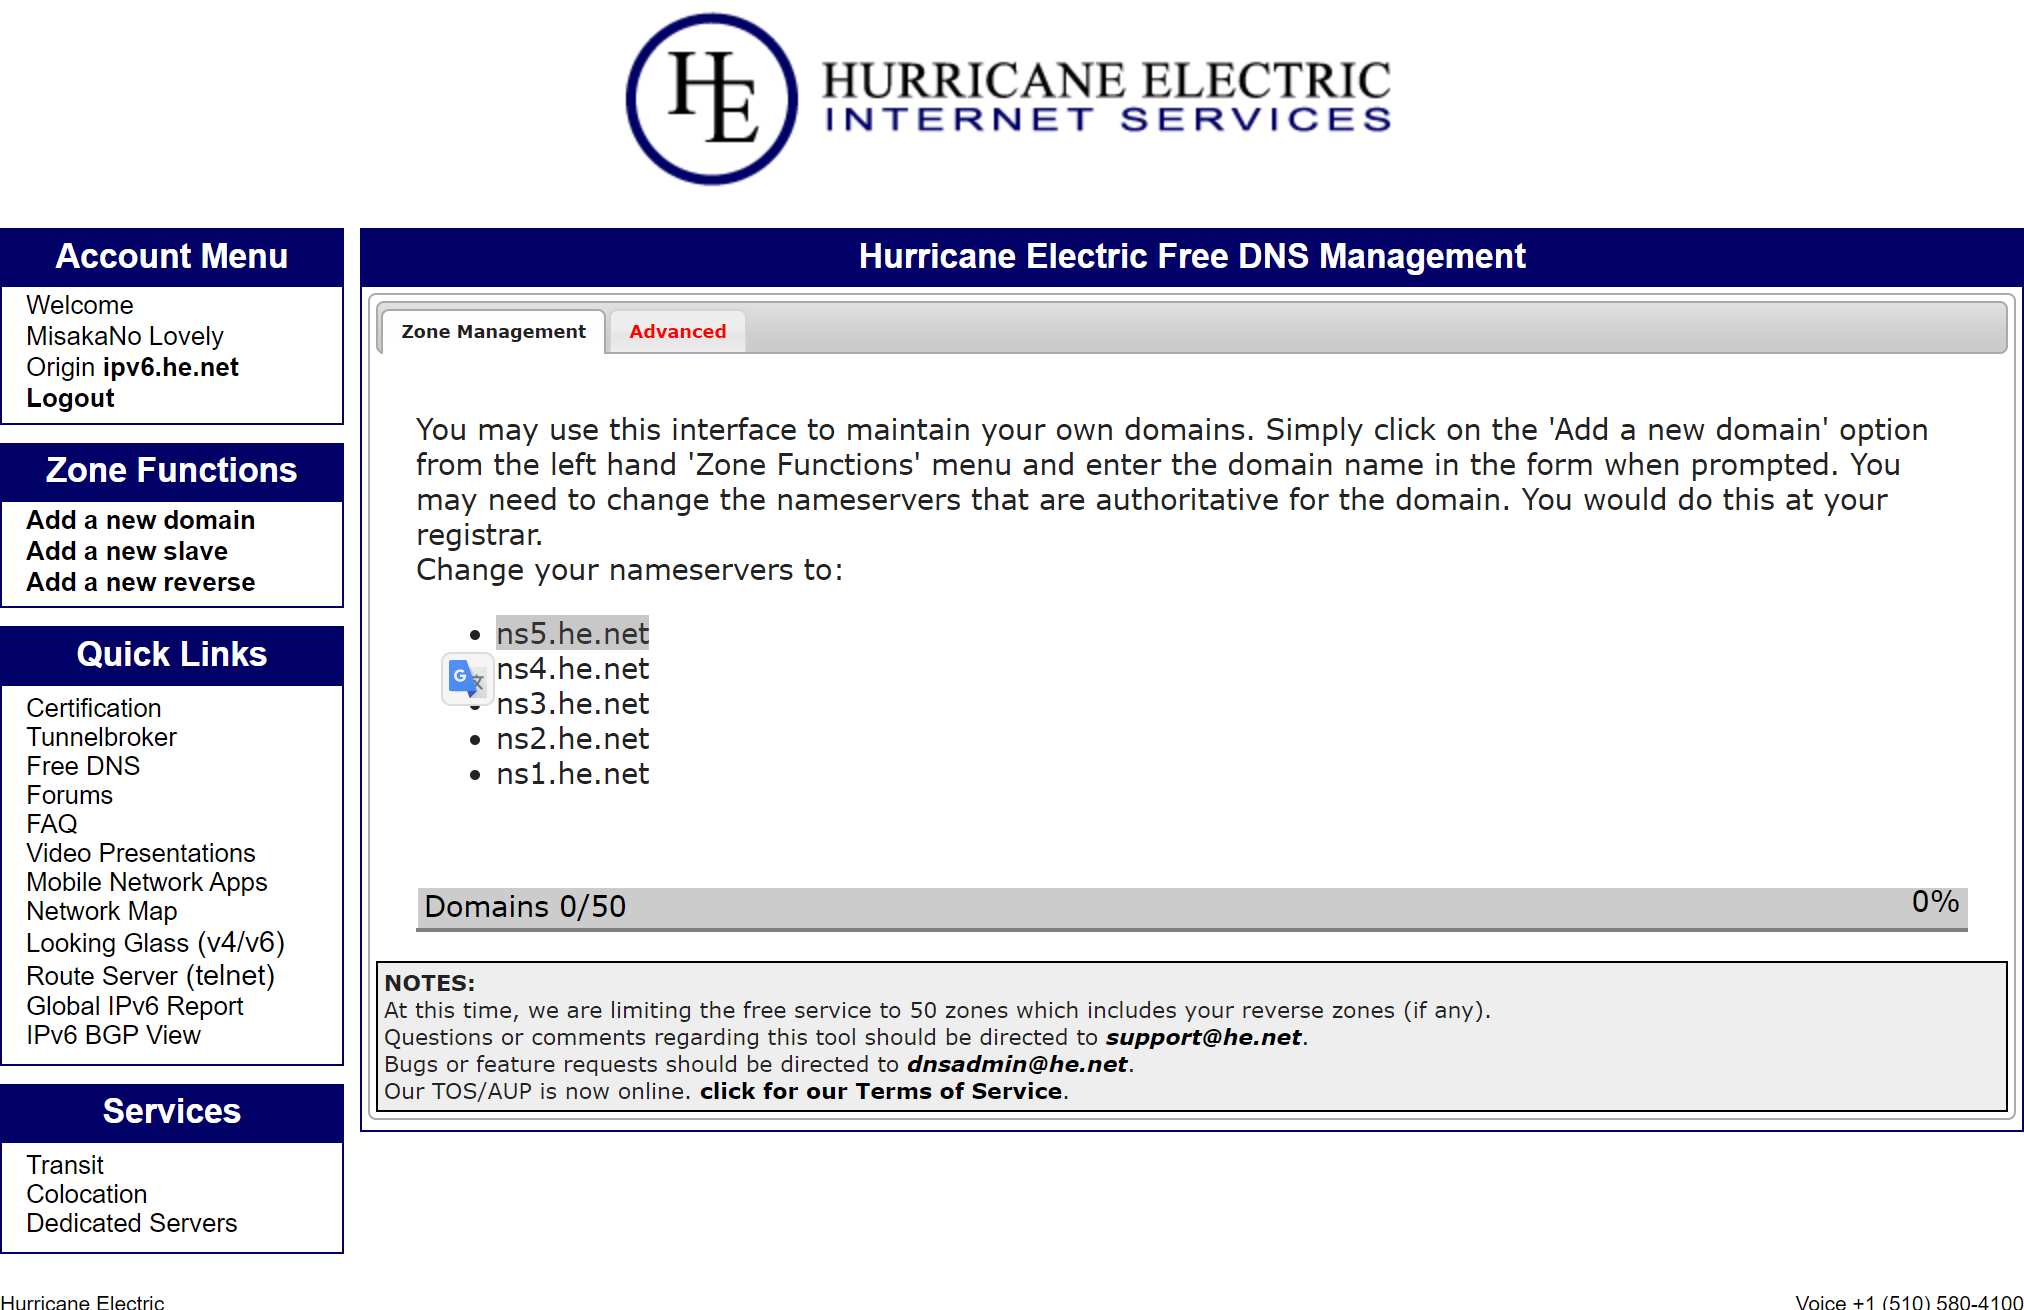 HE
HURRICANE ELECTRIC
INTERNET SERVICES
Account Menu
Welcome
MisakaNo Lovely
Origin ipv6.he.net
Logout
Zone Functions
Add a new domain
Add a new slave
Add a new reverse
Quick Links
Certification
Tunnelbroker
Free DNS
Forums
FAQ
Video Presentations
Mobile Network Apps
Network Map
Looking Glass (v4/v6)
Route Server (telnet)
Global IPv6 Report
IPv6 BGP View
Services
Transit
Colocation
Dedicated Servers
Hurricane Electric Free DNS Management
Zone Management
Advanced
You may use this interface to maintain your own domains. Simply click on the 'Add a new domain' option
from the left hand 'Zone Functions' menu and enter the domain name in the form when prompted. You
may need to change the nameservers that are authoritative for the domain. You would do this at your
registrar.
Change your nameservers to:
ns5.he.net
G 文
ns4.he.net
ns3.he.net
ns2.he.net
ns1.he.net
Domains 0/50
0%
NOTES:
At this time, we are limiting the free service to 50 zones which includes your reverse zones (if any).
Questions or comments regarding this tool should be directed to support@he.net.
Bugs or feature requests should be directed to dnsadmin@he.net.
Our TOS/AUP is now online. click for our Terms of Service.
Hurricane Electric
Voice +1 (510) 580-4100